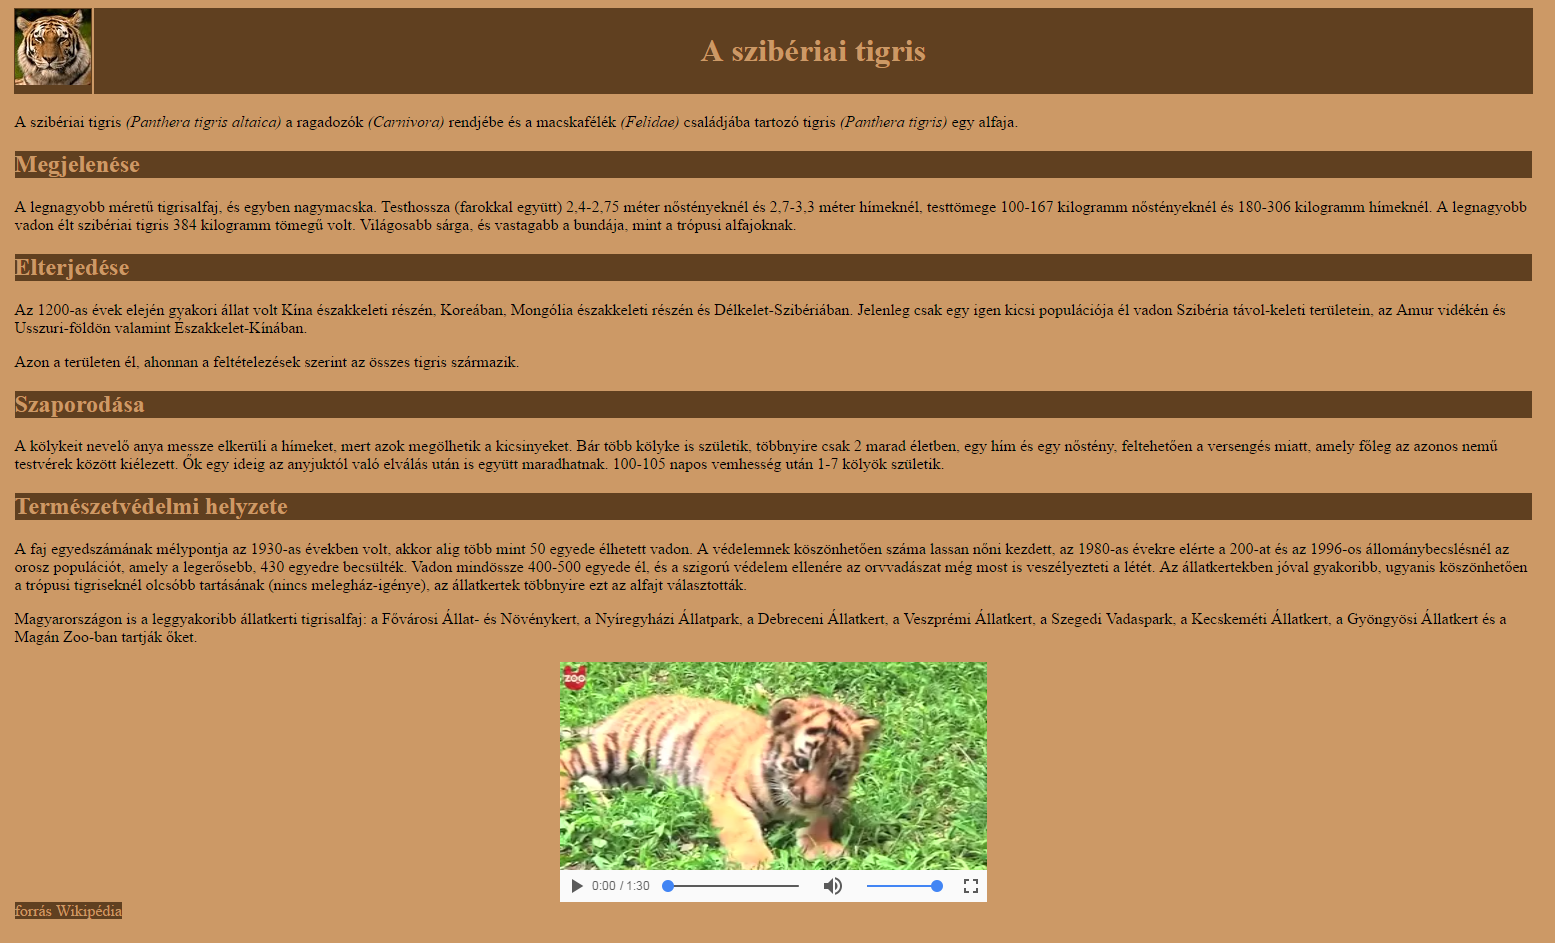 A szibériai tigris
A szibériai tigris (Panthera tigris altaica) a ragadozók (Carnivora) rendjébe és a macskafélék (Felidae) családjába tartozó tigris (Panthera tigris) egy alfaja.
Megjelenése
A legnagyobb méretű tigrisalfaj, és egyben nagymacska. Testhossza (farokkal együtt) 2,4-2,75 méter nőstényeknél és 2,7-3,3 méter hímeknél, testtömege 100-167 kilogramm nőstényeknél és 180-306 kilogramm hímeknél. A legnagyobb
vadon élt szibériai tigris 384 kilogramm tömegű volt. Világosabb sárga, és vastagabb a bundája, mint a trópusi alfajoknak.
Elterjedése
Az 1200-as évek elején gyakori állat volt Kína északkeleti részén, Koreában, Mongólia északkeleti részén és Délkelet-Szibériában. Jelenleg csak egy igen kicsi populációja él vadon Szibéria távol-keleti területein, az Amur vidékén és
Usszuri-földön valamint Északkelet-Kínában.
Azon a területen él, ahonnan a feltételezések szerint az összes tigris származik.
Szaporodása
A kölykeit nevelő anya messze elkerüli a hímeket, mert azok megölhetik a kicsinyeket. Bár több kölyke is születik, többnyire csak 2 marad életben, egy hím és egy nőstény, feltehetően a versengés miatt, amely főleg az azonos nemű
testvérek között kiélezett. Ők egy ideig az anyjuktól való elválás után is együtt maradhatnak. 100-105 napos vemhesség után 1-7 kölyök születik.
Természetvédelmi helyzete
A faj egyedszámának mélypontja az 1930-as években volt, akkor alig több mint 50 egyede élhetett vadon. A védelemnek köszönhetően száma lassan nőni kezdett, az 1980-as évekre elérte a 200-at és az 1996-os állománybecslésnél az
orosz populációt, amely a legerősebb, 430 egyedre becsülték. Vadon mindössze 400-500 egyede él, és a szigorú védelem ellenére az orvvadászat még most is veszélyezteti a létét. Az állatkertekben jóval gyakoribb, ugyanis köszönhetően
a trópusi tigriseknél olcsóbb tartásának (nincs melegház-igénye), az állatkertek többnyire ezt az alfajt választották.
Magyarországon is a leggyakoribb állatkerti tigrisalfaj: a Fővárosi Állat- és Növénykert, a Nyíregyházi Állatpark, a Debreceni Állatkert, a Veszprémi Állatkert, a Szegedi Vadaspark, a Kecskeméti Állatkert, a Gyöngyösi Állatkert és a
Magán Zoo-ban tartják őket.
ZOO
0:00 / 1:30
forrás Wikipédia